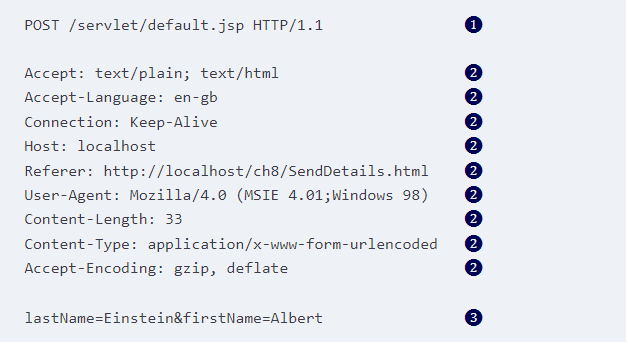 POST /servlet/default.jsp HTTP/1.1 1
Accept: text/plain; text/html 2
Accept-Language: en-gb 2
Connection: Keep-Alive 2
Host: localhost 2
Referer: http://localhost/ch8/SendDetails.html 2
User-Agent: Mozilla/4.0 (MSIE 4.01;Windows 98) 2
Content-Length: 33 2
Content-Type: application/x-www-form-urlencoded 2
Accept-Encoding: gzip, deflate 2
lastName=Einstein&firstName=Albert 3